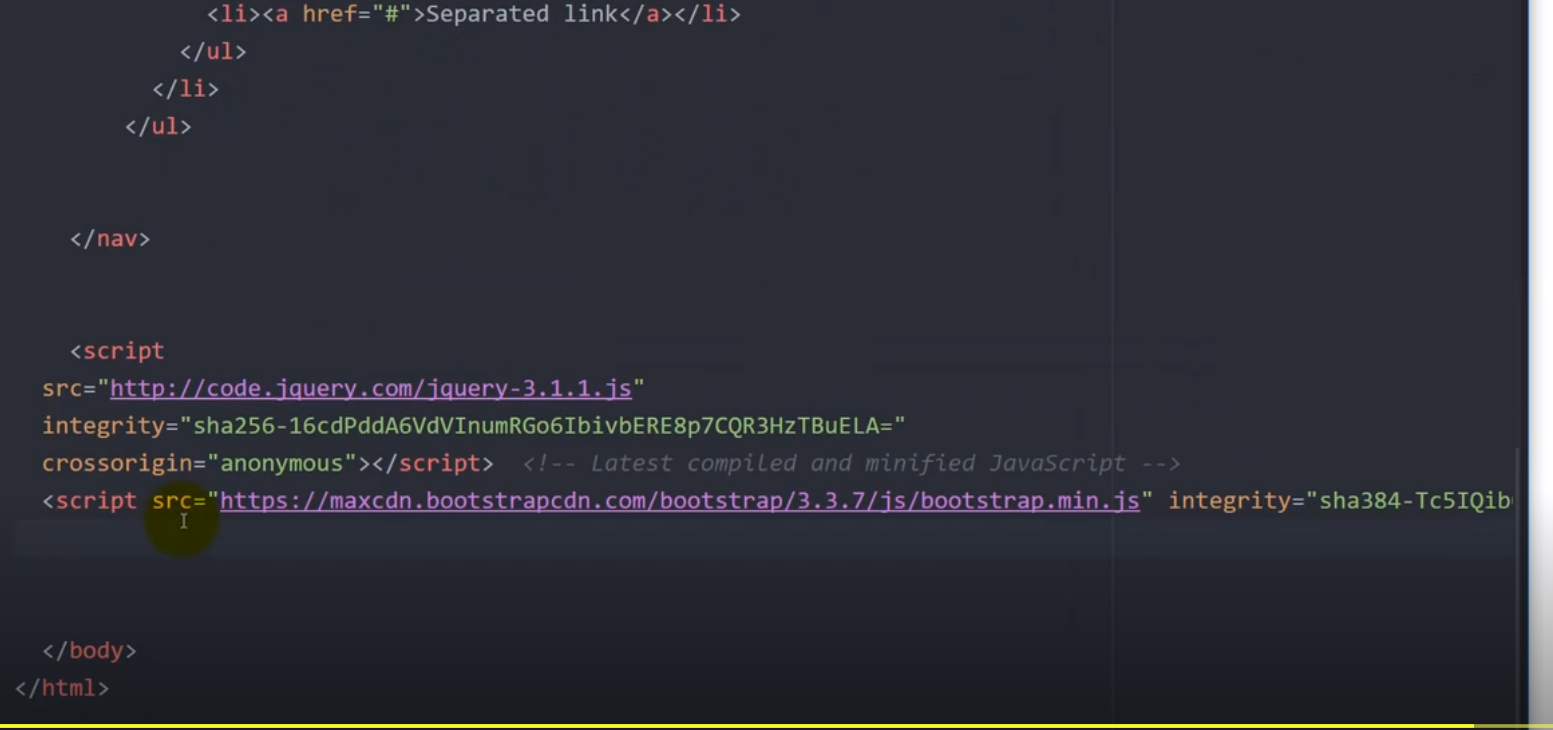 <li><a href="#">Separated link</a></li>
</ul>
</li>
</ul>
</nav>
<script
src="http://code.jquery.com/jquery-3.1.1.js"
integrity="sha256-16cdPddA6VdVInumRGo6IbivbERE8p7CQR3HzTBuELA="
crossorigin="anonymous"></script> <!-- Latest compiled and minified JavaScript -->
<script src="https://maxcdn.bootstrapcdn.com/bootstrap/3.3.7/js/bootstrap.min.js" integrity="sha384-Tc5IQib
</body>
</html>